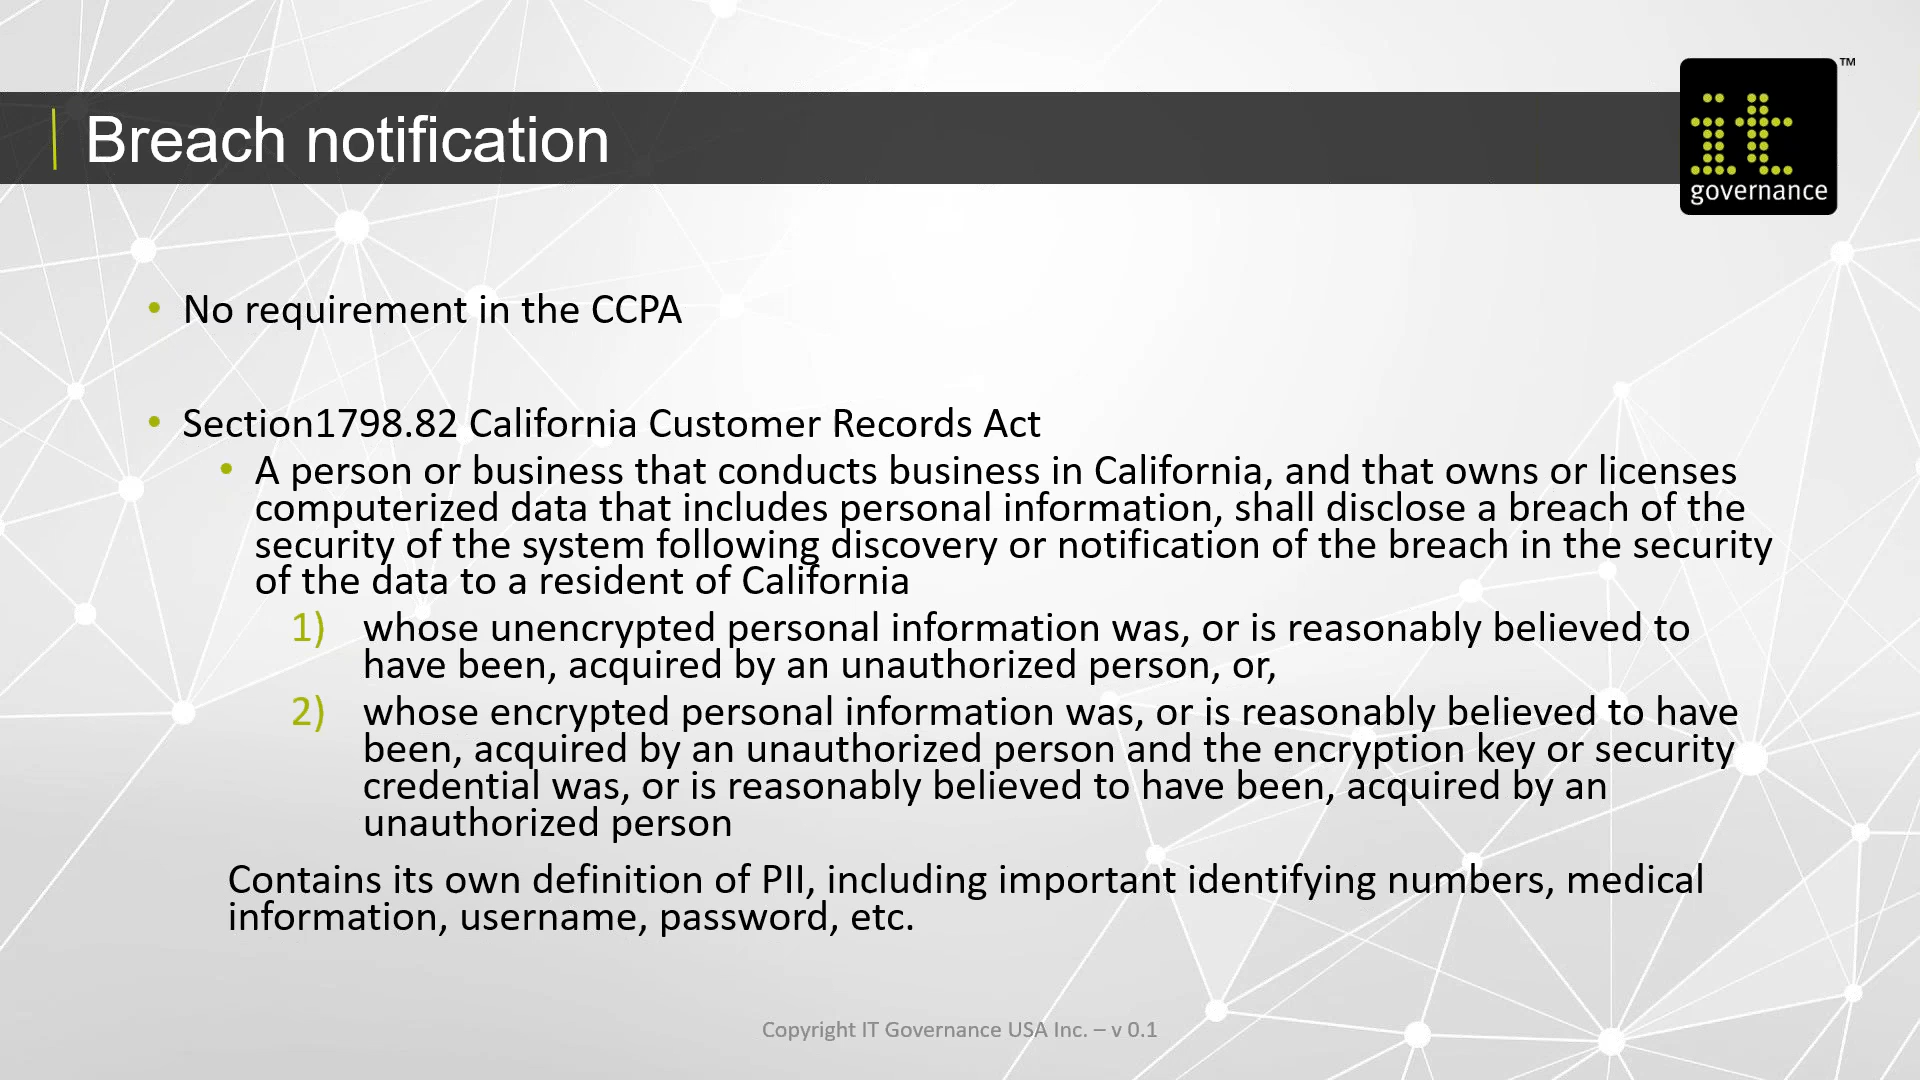 TM
Breach notification
it
governance
• No requirement in the CCPA
• Section1798.82 California Customer Records Act
• A person or business that conducts business in California, and that owns or licenses
computerized data that includes personal information, shall disclose a breach of the
security of the system following discovery or notification of the breach in the security
of the data to a resident of California
1) whose unencrypted personal information was, or is reasonably believed to
have been, acquired by an unauthorized person, or,
2) whose encrypted personal information was, or is reasonably believed to have
been, acquired by an unauthorized person and the encryption key or security
credential was, or is reasonably believed to have been, acquired by an
unauthorized person
Contains its own definition of PII, including important identifying numbers, medical
information, username, password, etc.
Copyright IT Governance USA Inc. – v 0.1